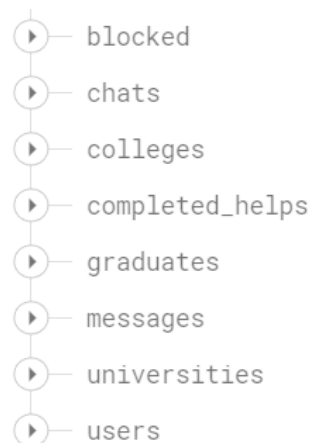 blocked
chats
colleges
completed_helps
graduates
messages
universities
users